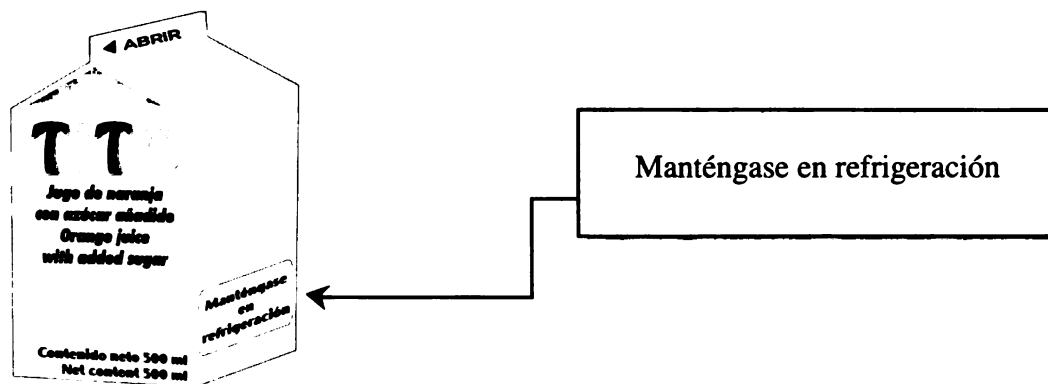 ◄ ABRIR
T T
Jugo de naranja
con azúcar añadido
Orange juice
with added sugar
Manténgase
en
refrigeración
Contenido neto 500 ml
Net content 500 ml
Manténgase en refrigeración